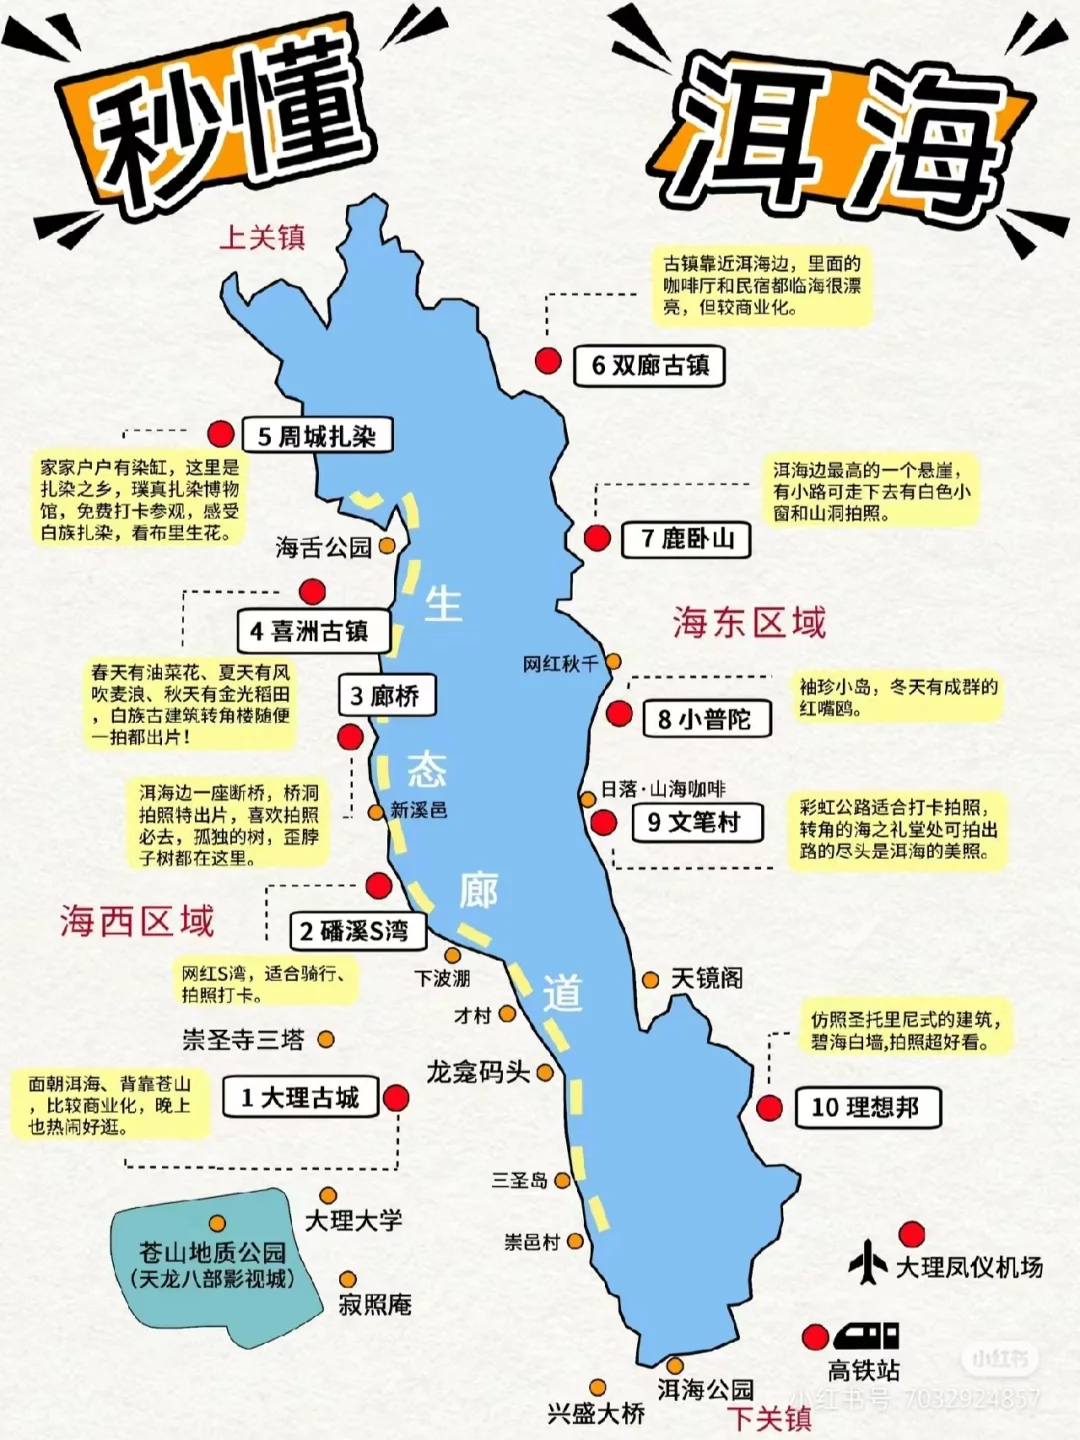 秒懂
洱海
上关镇
古镇靠近洱海边，里面的
咖啡厅和民宿都临海很漂
亮，但较商业化。
6 双廊古镇
5 周城扎染
家家户户有染缸，这里是
扎染之乡，璞真扎染博物
馆，免费打卡参观，感受
白族扎染，看布里生花。
洱海边最高的一个悬崖，
有小路可走下去有白色小
窗和山洞拍照。
7 鹿卧山
海舌公园
生
4 喜洲古镇
海东区域
春天有油菜花、夏天有风
吹麦浪、秋天有金光稻田
，白族古建筑转角楼随便
一拍都出片！
网红秋千
3 廊桥
袖珍小岛，冬天有成群的
红嘴鸥。
8 小普陀
态
洱海边一座断桥，桥洞
拍照特出片，喜欢拍照
必去，孤独的树，歪脖
子树都在这里。
新溪邑
日落·山海咖啡
9 文笔村
彩虹公路适合打卡拍照，
转角的海之礼堂处可拍出
路的尽头是洱海的美照。
廊
海西区域
2 磻溪S湾
网红S湾，适合骑行、
拍照打卡。
下波淜
天镜阁
道
才村
崇圣寺三塔
仿照圣托里尼式的建筑，
碧海白墙,拍照超好看。
龙龛码头
面朝洱海、背靠苍山
，比较商业化，晚上
也热闹好逛。
1 大理古城
10 理想邦
三圣岛
大理大学
崇邑村
苍山地质公园
（天龙八部影视城）
寂照庵
大理凤仪机场
高铁站
洱海公园
兴盛大桥
下关镇
小红书
小红书号 7032924857